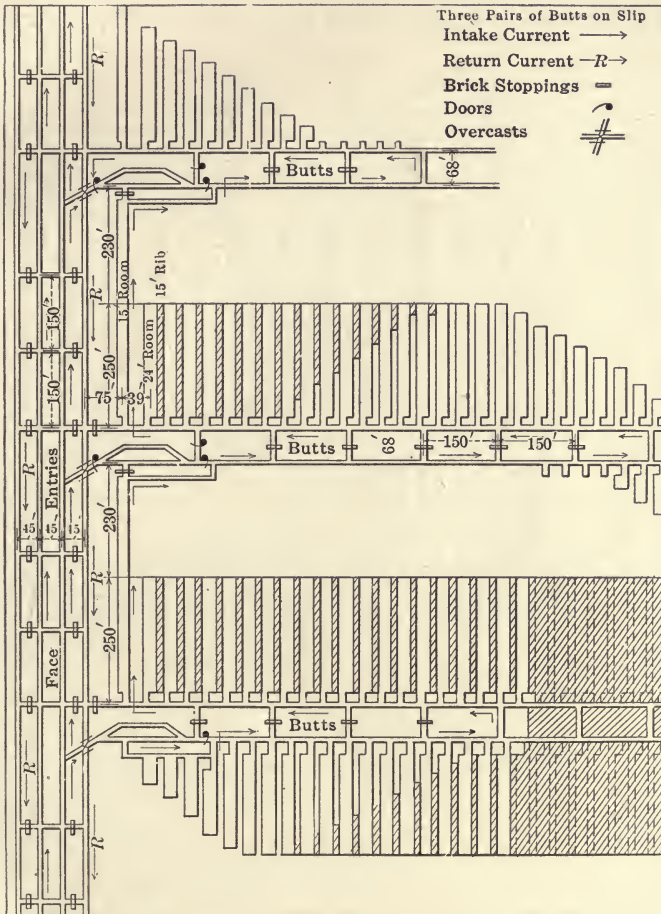 Three Pairs of Butts on Slip
Intake Current
Return Current R
Brick Stoppings
Doors
Overcasts
R
Butts
68'
230'
R
15' Room
15' Rib
150'
150'
250'
24' Room
75'
39'
R
Entries
Butts
68'
150'
150'
45'
45'
45
230'
R
250'
Face
Butts
R
R